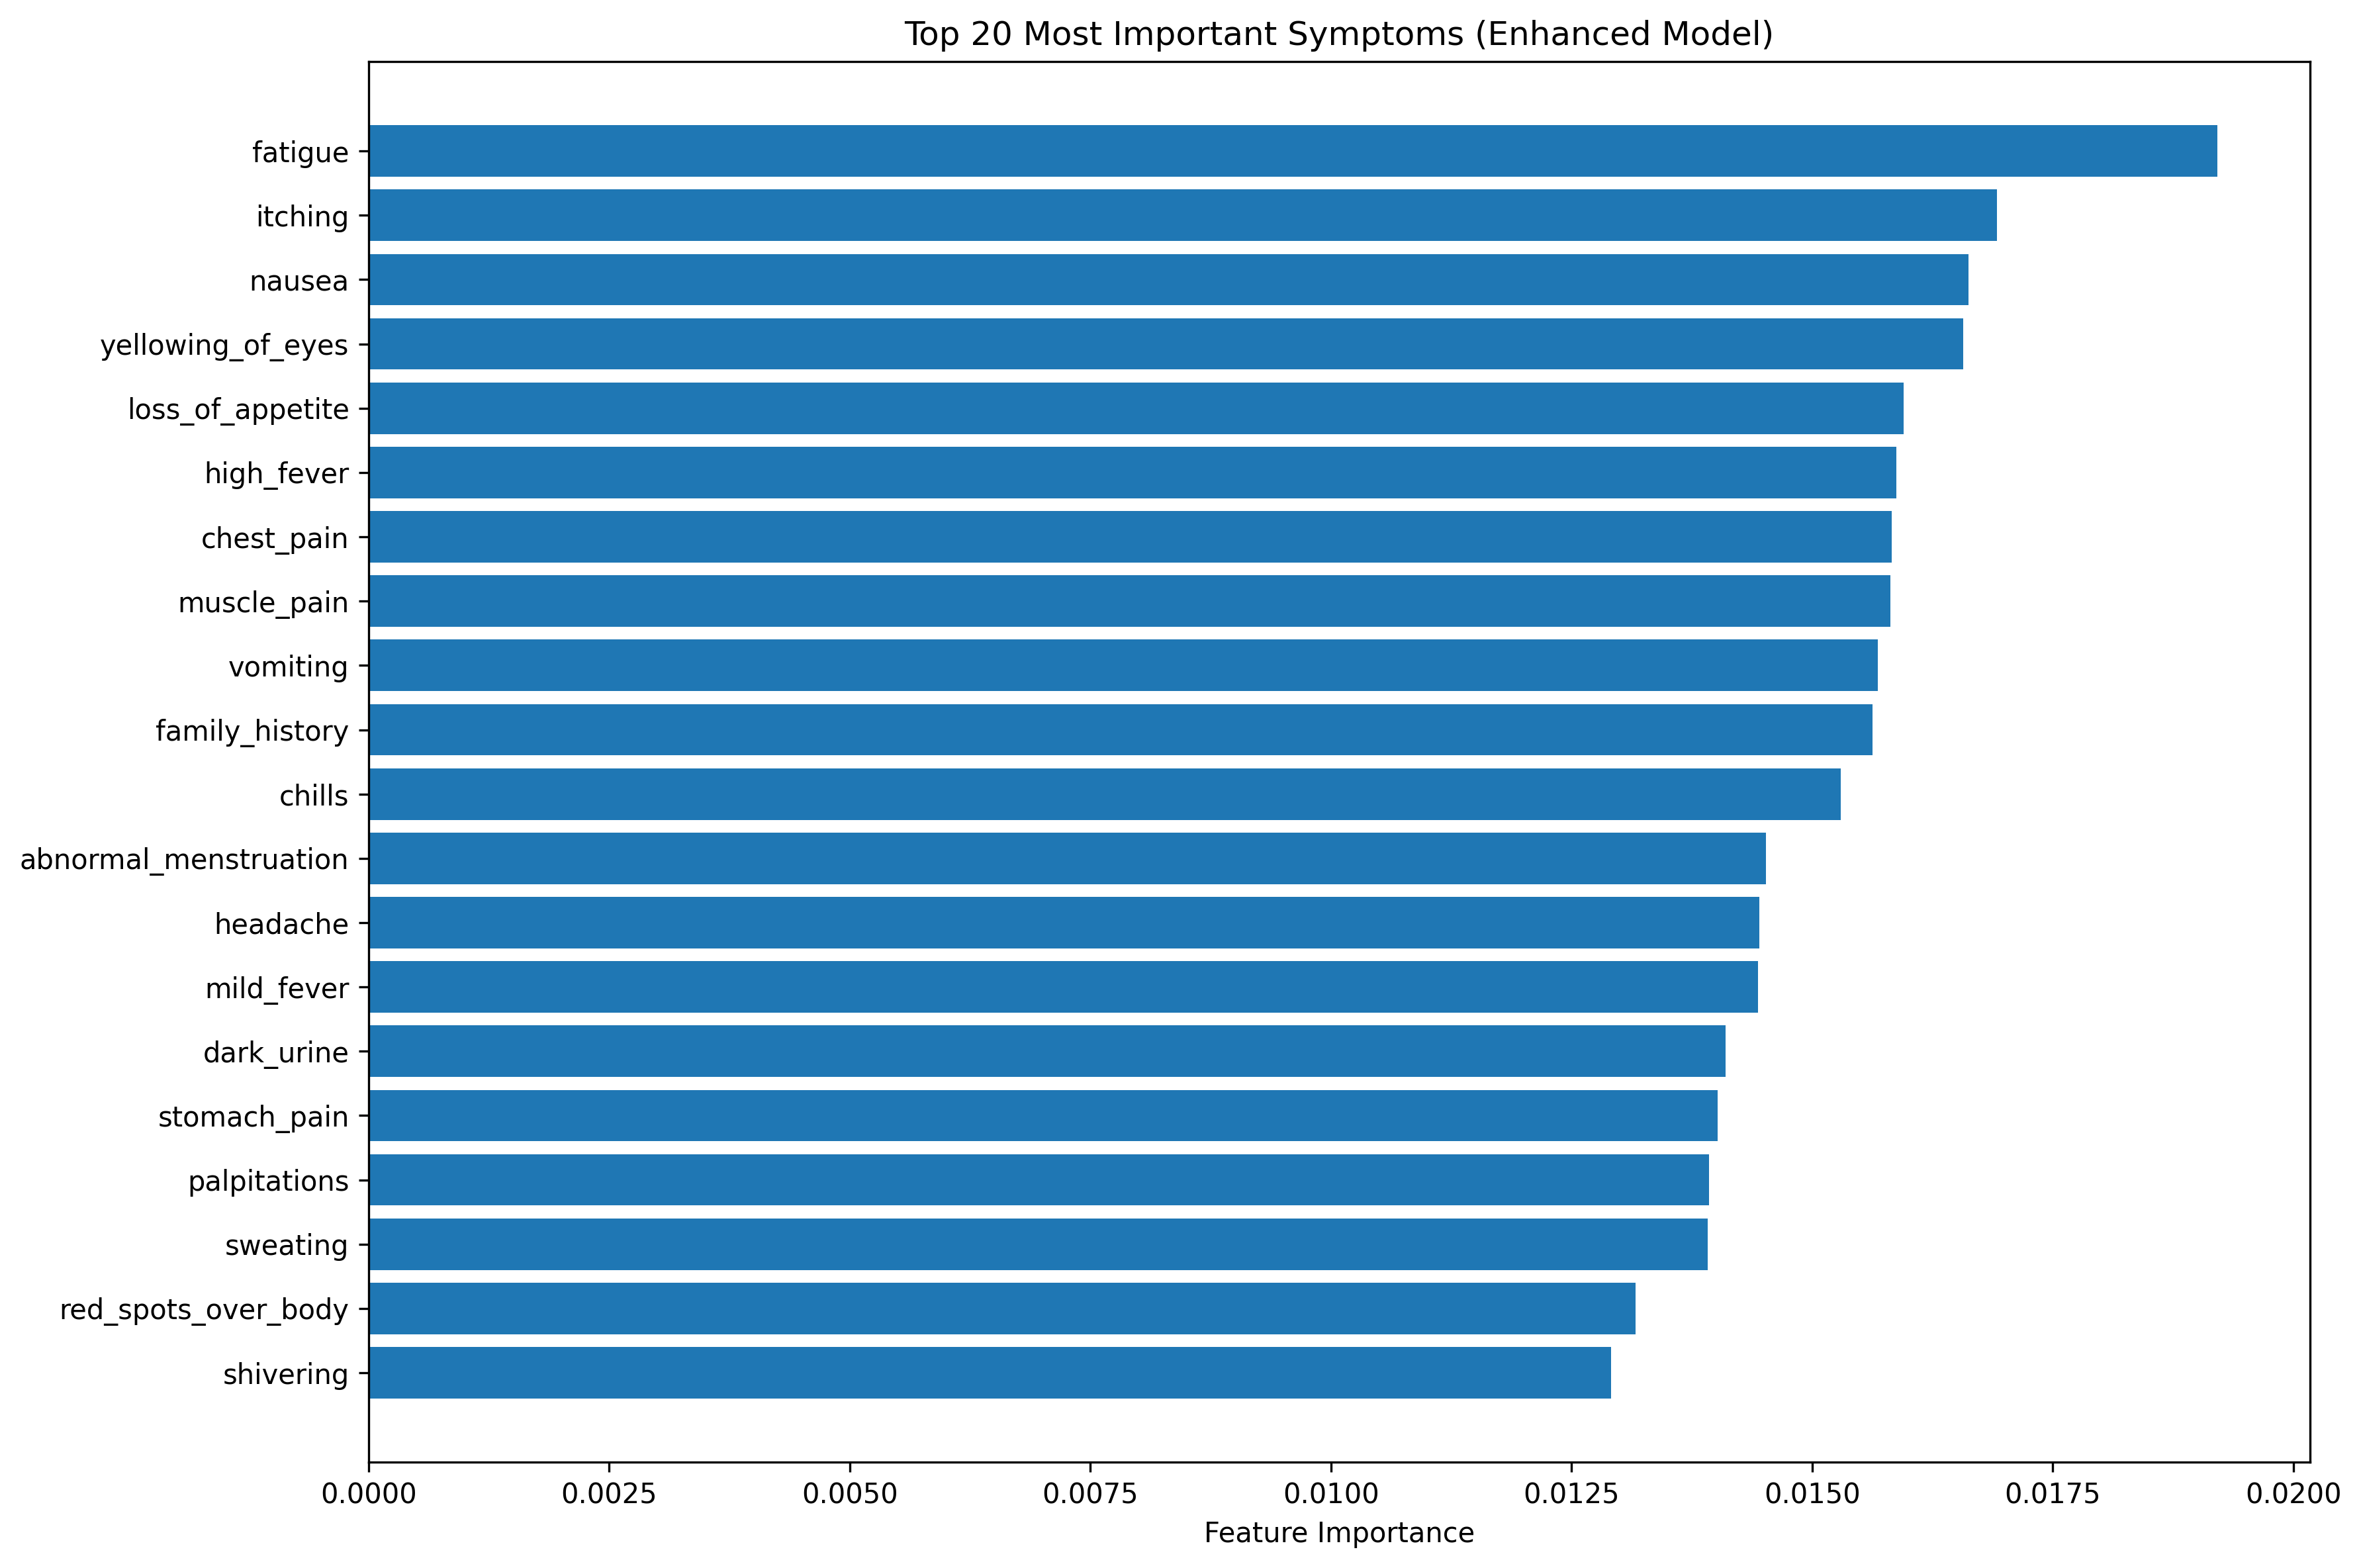 Top 20 Most Important Symptoms (Enhanced Model)
fatigue
itching
nausea
yellowing_of_eyes
loss_of_appetite
high_fever
chest_pain
muscle_pain
vomiting
family_history
chills
abnormal_menstruation
headache
mild_fever
dark_urine
stomach_pain
palpitations
sweating
red_spots_over_body
shivering
0.0000 0.0025 0.0050 0.0075 0.0100 0.0125 0.0150 0.0175 0.0200
Feature Importance